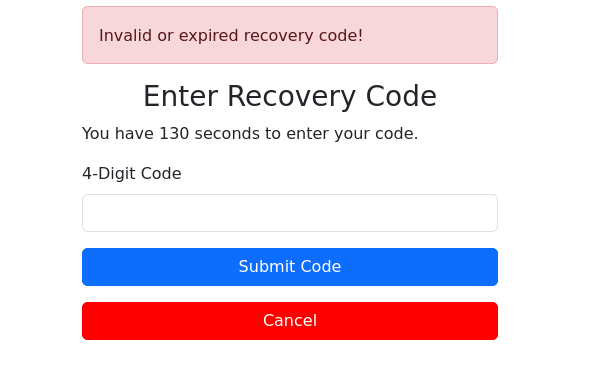 Invalid or expired recovery code!
Enter Recovery Code
You have 130 seconds to enter your code.
4-Digit Code
Submit Code
Cancel